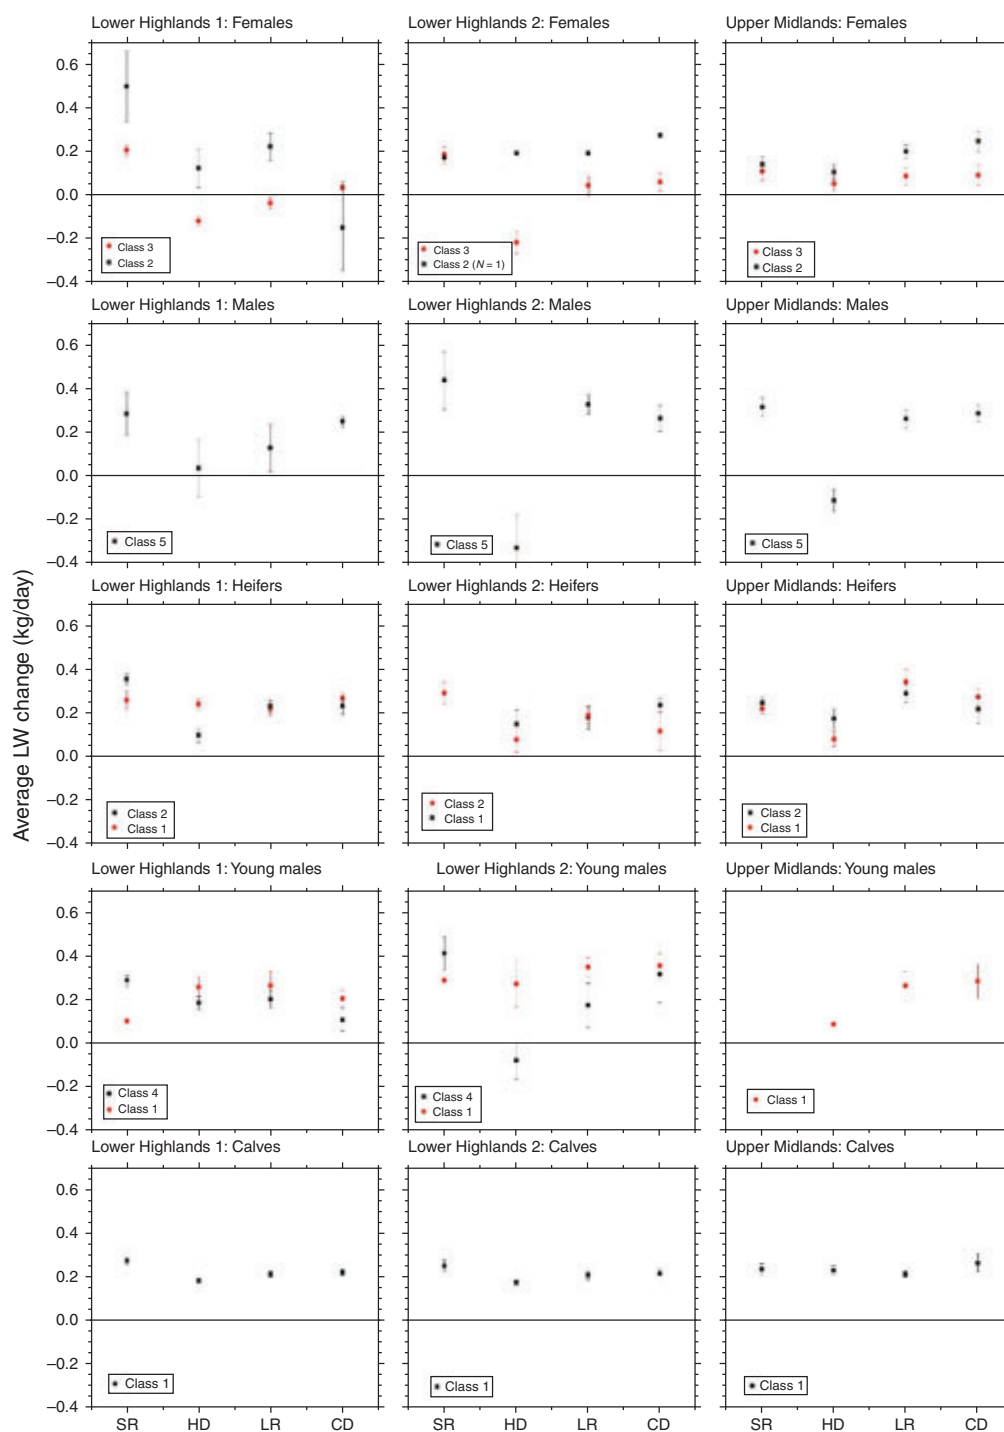 Lower Highlands 1: Females
Lower Highlands 2: Females
Upper Midlands: Females
0.6
0.4
0.2
0.0
–0.2
–0.4
Class 3
Class 2
Class 3
Class 2 (N = 1)
Class 3
Class 2
Lower Highlands 1: Males
Lower Highlands 2: Males
Upper Midlands: Males
0.6
0.4
0.2
0.0
–0.2
–0.4
Class 5
Class 5
Class 5
Average LW change (kg/day)
Lower Highlands 1: Heifers
Lower Highlands 2: Heifers
Upper Midlands: Heifers
0.6
0.4
0.2
0.0
–0.2
–0.4
Class 2
Class 1
Class 2
Class 1
Class 2
Class 1
Lower Highlands 1: Young males
Lower Highlands 2: Young males
Upper Midlands: Young males
0.6
0.4
0.2
0.0
–0.2
–0.4
Class 4
Class 1
Class 4
Class 1
Class 1
Lower Highlands 1: Calves
Lower Highlands 2: Calves
Upper Midlands: Calves
0.6
0.4
0.2
0.0
–0.2
–0.4
Class 1
Class 1
Class 1
SR HD LR CD
SR HD LR CD
SR HD LR CD